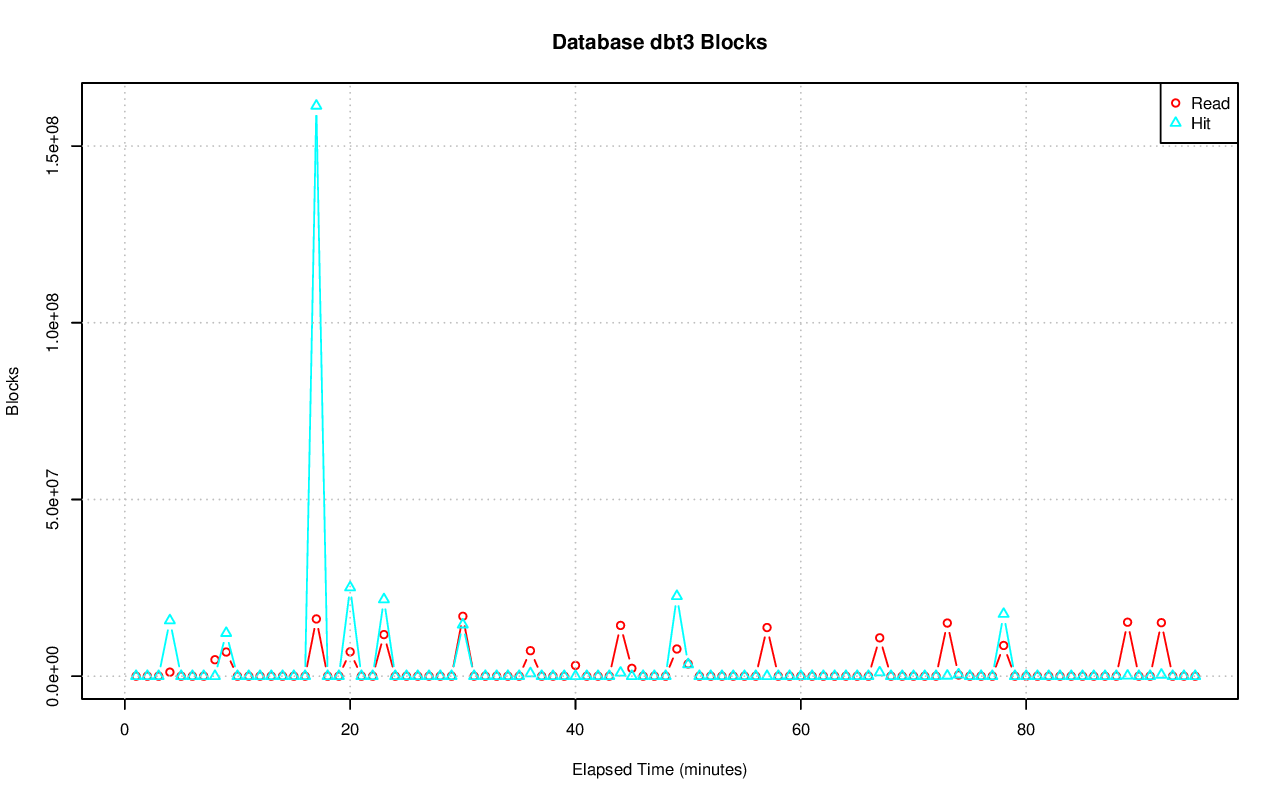 Database dbt3 Blocks
Read
Hit
Blocks
0.0e+00
5.0e+07
1.0e+08
1.5e+08
0
20
40
60
80
Elapsed Time (minutes)